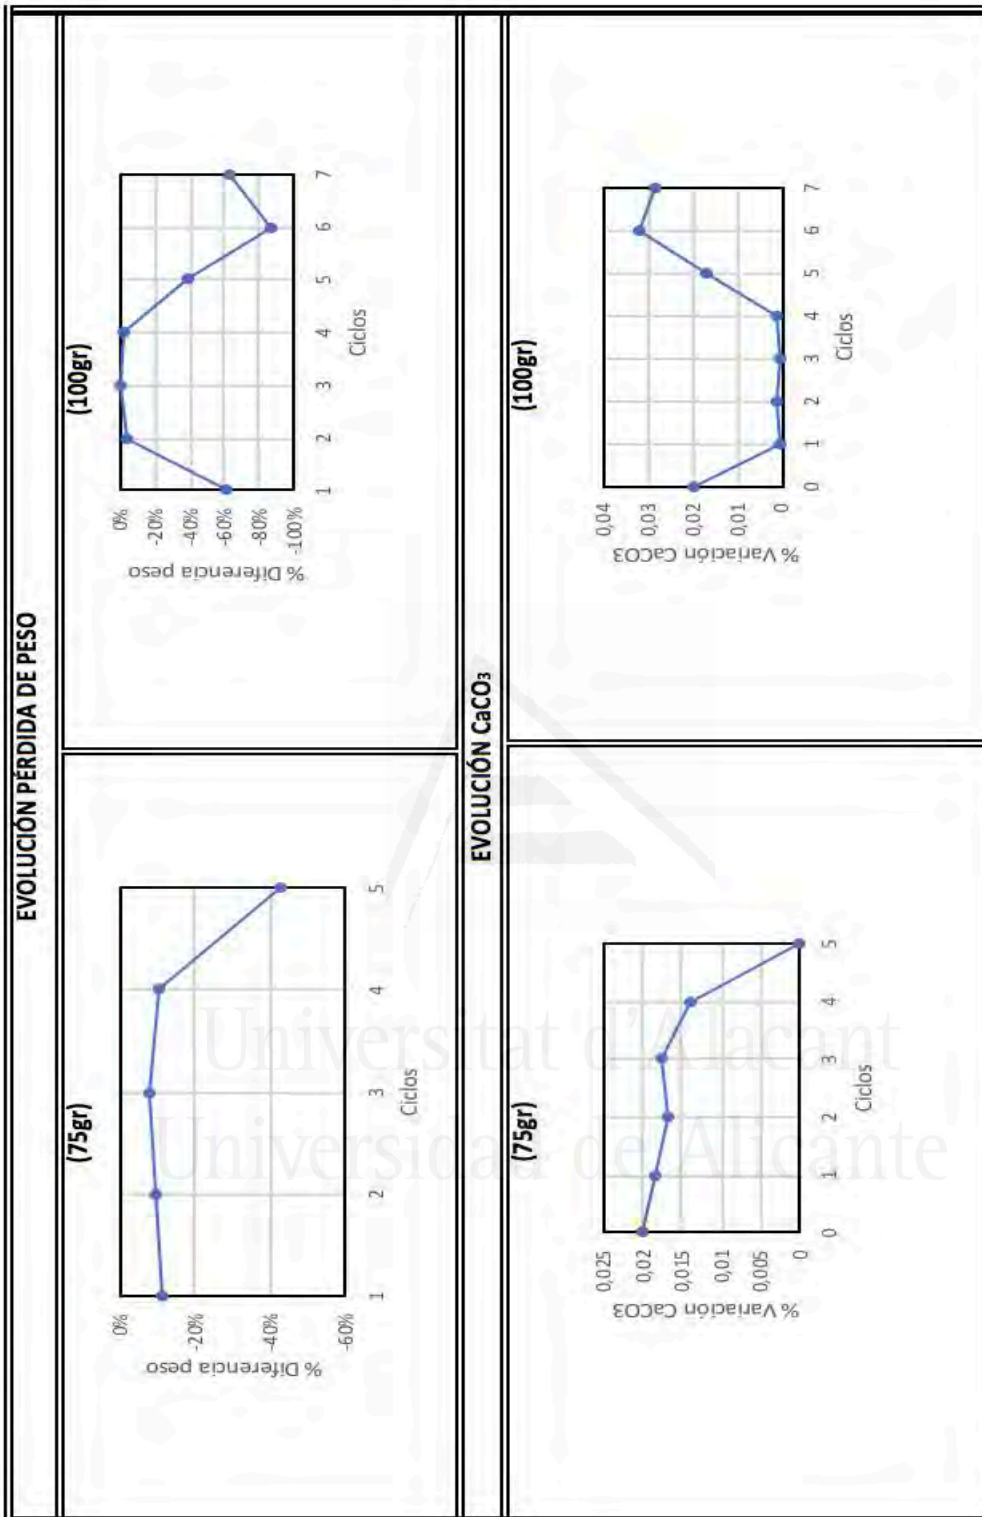 EVOLUCIÓN PÉRDIDA DE PESO
(75gr)
% Diferencia peso
0%
-20%
-40%
-60%
1 2 3 4 5
Ciclos
(100gr)
% Diferencia peso
0%
-20%
-40%
-60%
-80%
-100%
1 2 3 4 5 6 7
Ciclos
EVOLUCIÓN CaCO₃
(75gr)
% Variación CaCO3
0,025
0,02
0,015
0,01
0,005
0
0 1 2 3 4 5
Ciclos
(100gr)
% Variación CaCO3
0,04
0,03
0,02
0,01
0
0 1 2 3 4 5 6 7
Ciclos
Universitat d'Alacant
Universidad de Alicante